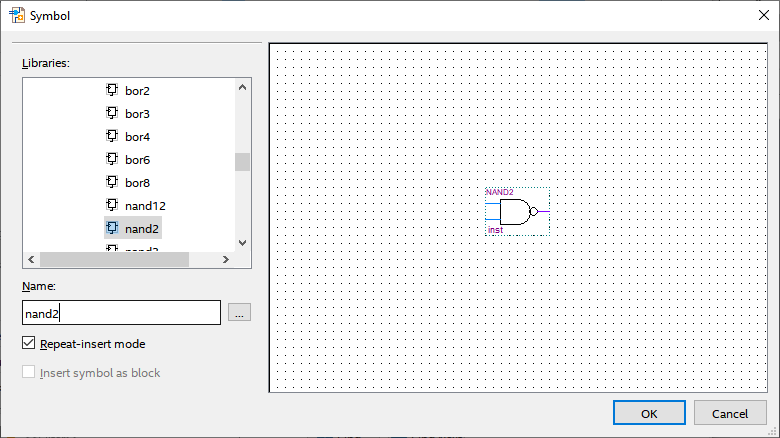 Symbol
Libraries:
bor2
bor3
bor4
bor6
bor8
nand12
nand2
Name:
nand2
...
Repeat-insert mode
Insert symbol as block
NAND2
inst
OK
Cancel